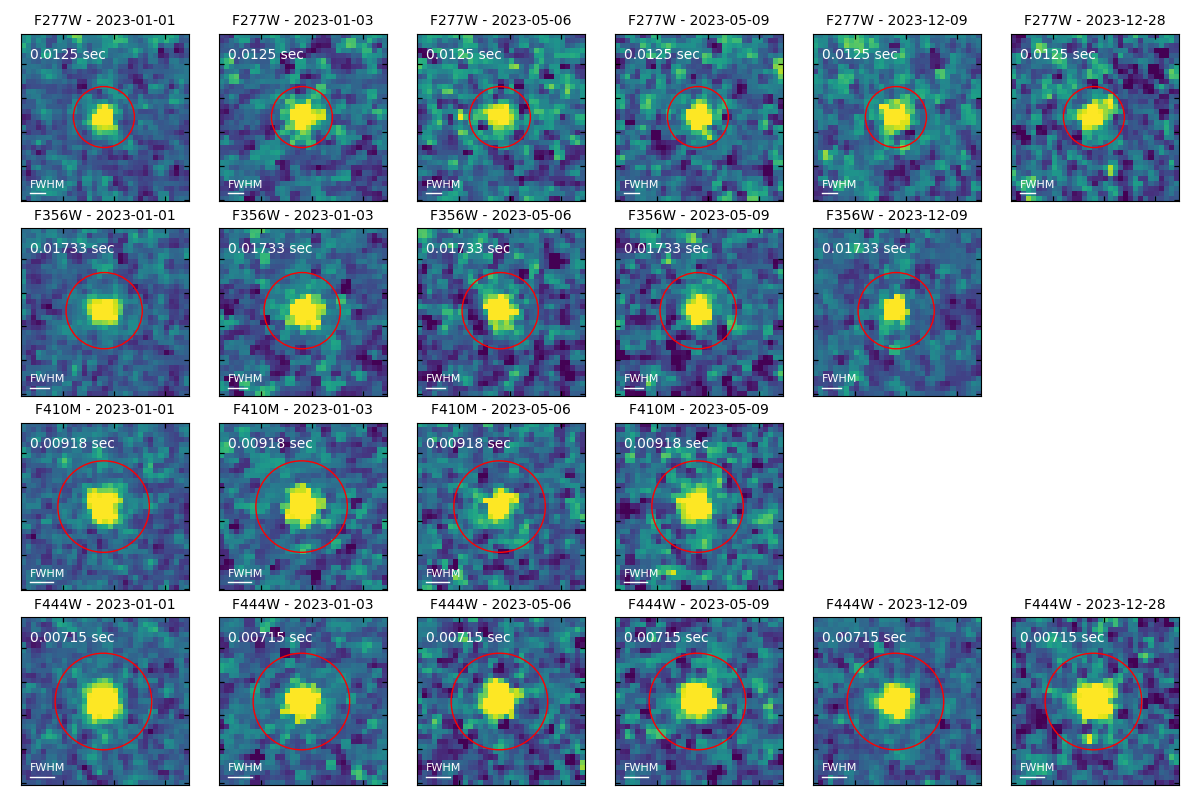 F277W - 2023-01-01
F277W - 2023-01-03
F277W - 2023-05-06
F277W - 2023-05-09
F277W - 2023-12-09
F277W - 2023-12-28
0.0125 sec
0.0125 sec
0.0125 sec
0.0125 sec
0.0125 sec
0.0125 sec
FWHM
FWHM
FWHM
FWHM
FWHM
FWHM
F356W - 2023-01-01
F356W - 2023-01-03
F356W - 2023-05-06
F356W - 2023-05-09
F356W - 2023-12-09
0.01733 sec
0.01733 sec
0.01733 sec
0.01733 sec
0.01733 sec
FWHM
FWHM
FWHM
FWHM
FWHM
F410M - 2023-01-01
F410M - 2023-01-03
F410M - 2023-05-06
F410M - 2023-05-09
0.00918 sec
0.00918 sec
0.00918 sec
0.00918 sec
FWHM
FWHM
FWHM
FWHM
F444W - 2023-01-01
F444W - 2023-01-03
F444W - 2023-05-06
F444W - 2023-05-09
F444W - 2023-12-09
F444W - 2023-12-28
0.00715 sec
0.00715 sec
0.00715 sec
0.00715 sec
0.00715 sec
0.00715 sec
FWHM
FWHM
FWHM
FWHM
FWHM
FWHM